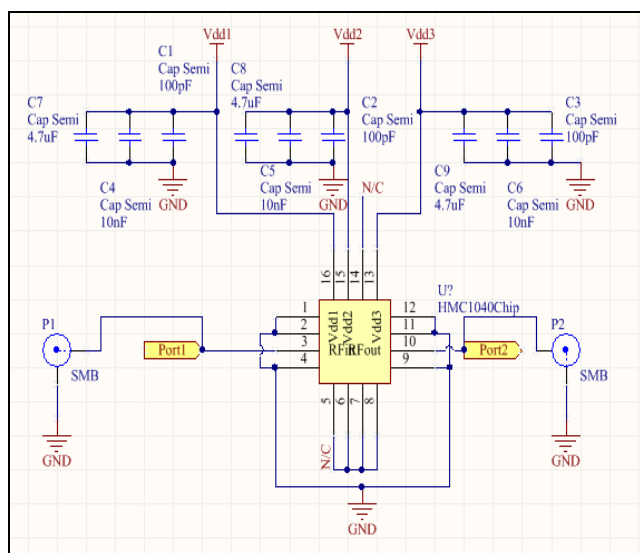 Vdd1
Vdd2
Vdd3
C1
Cap Semi
100pF
C8
Cap Semi
4.7uF
C7
Cap Semi
4.7uF
C2
Cap Semi
100pF
C3
Cap Semi
100pF
C4
Cap Semi
10nF
GND
C5
Cap Semi
10nF
GND
N/C
C9
Cap Semi
4.7uF
C6
Cap Semi
10nF
GND
16
15
14
13
U?
HMC1040Chip
P1
SMB
GND
Port1
1
2
3
4
Vdd1
Vdd2
Vdd3
RFin
RFout
12
11
10
9
Port2
P2
SMB
GND
5
6
7
8
N/C
GND